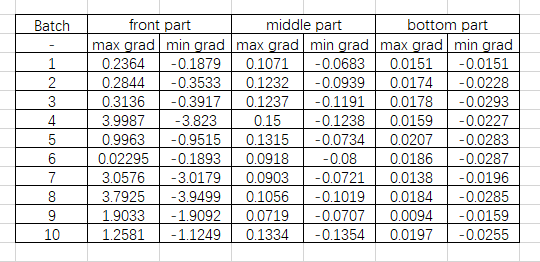 Batch front part middle part bottom part
- max grad min grad max grad min grad max grad min grad
1 0.2364 -0.1879 0.1071 -0.0683 0.0151 -0.0151
2 0.2844 -0.3533 0.1232 -0.0939 0.0174 -0.0228
3 0.3136 -0.3917 0.1237 -0.1191 0.0178 -0.0293
4 3.9987 -3.823 0.15 -0.1238 0.0159 -0.0227
5 0.9963 -0.9515 0.1315 -0.0734 0.0207 -0.0283
6 0.02295 -0.1893 0.0918 -0.08 0.0186 -0.0287
7 3.0576 -3.0179 0.0903 -0.0721 0.0138 -0.0196
8 3.7925 -3.9499 0.1056 -0.1019 0.0184 -0.0285
9 1.9033 -1.9092 0.0719 -0.0707 0.0094 -0.0159
10 1.2581 -1.1249 0.1334 -0.1354 0.0197 -0.0255